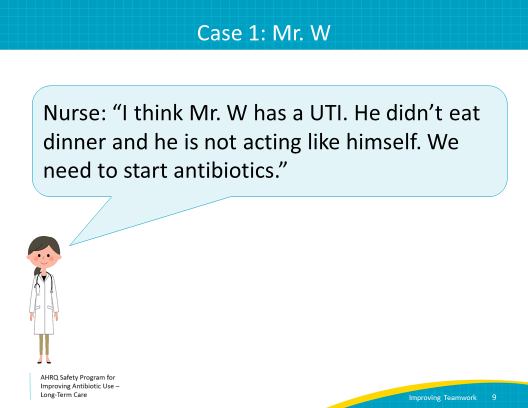 Case 1: Mr. W
Nurse: “I think Mr. W has a UTI. He didn’t eat
dinner and he is not acting like himself. We
need to start antibiotics.”
AHRQ Safety Program for
Improving Antibiotic Use –
Long-Term Care
Improving Teamwork 9